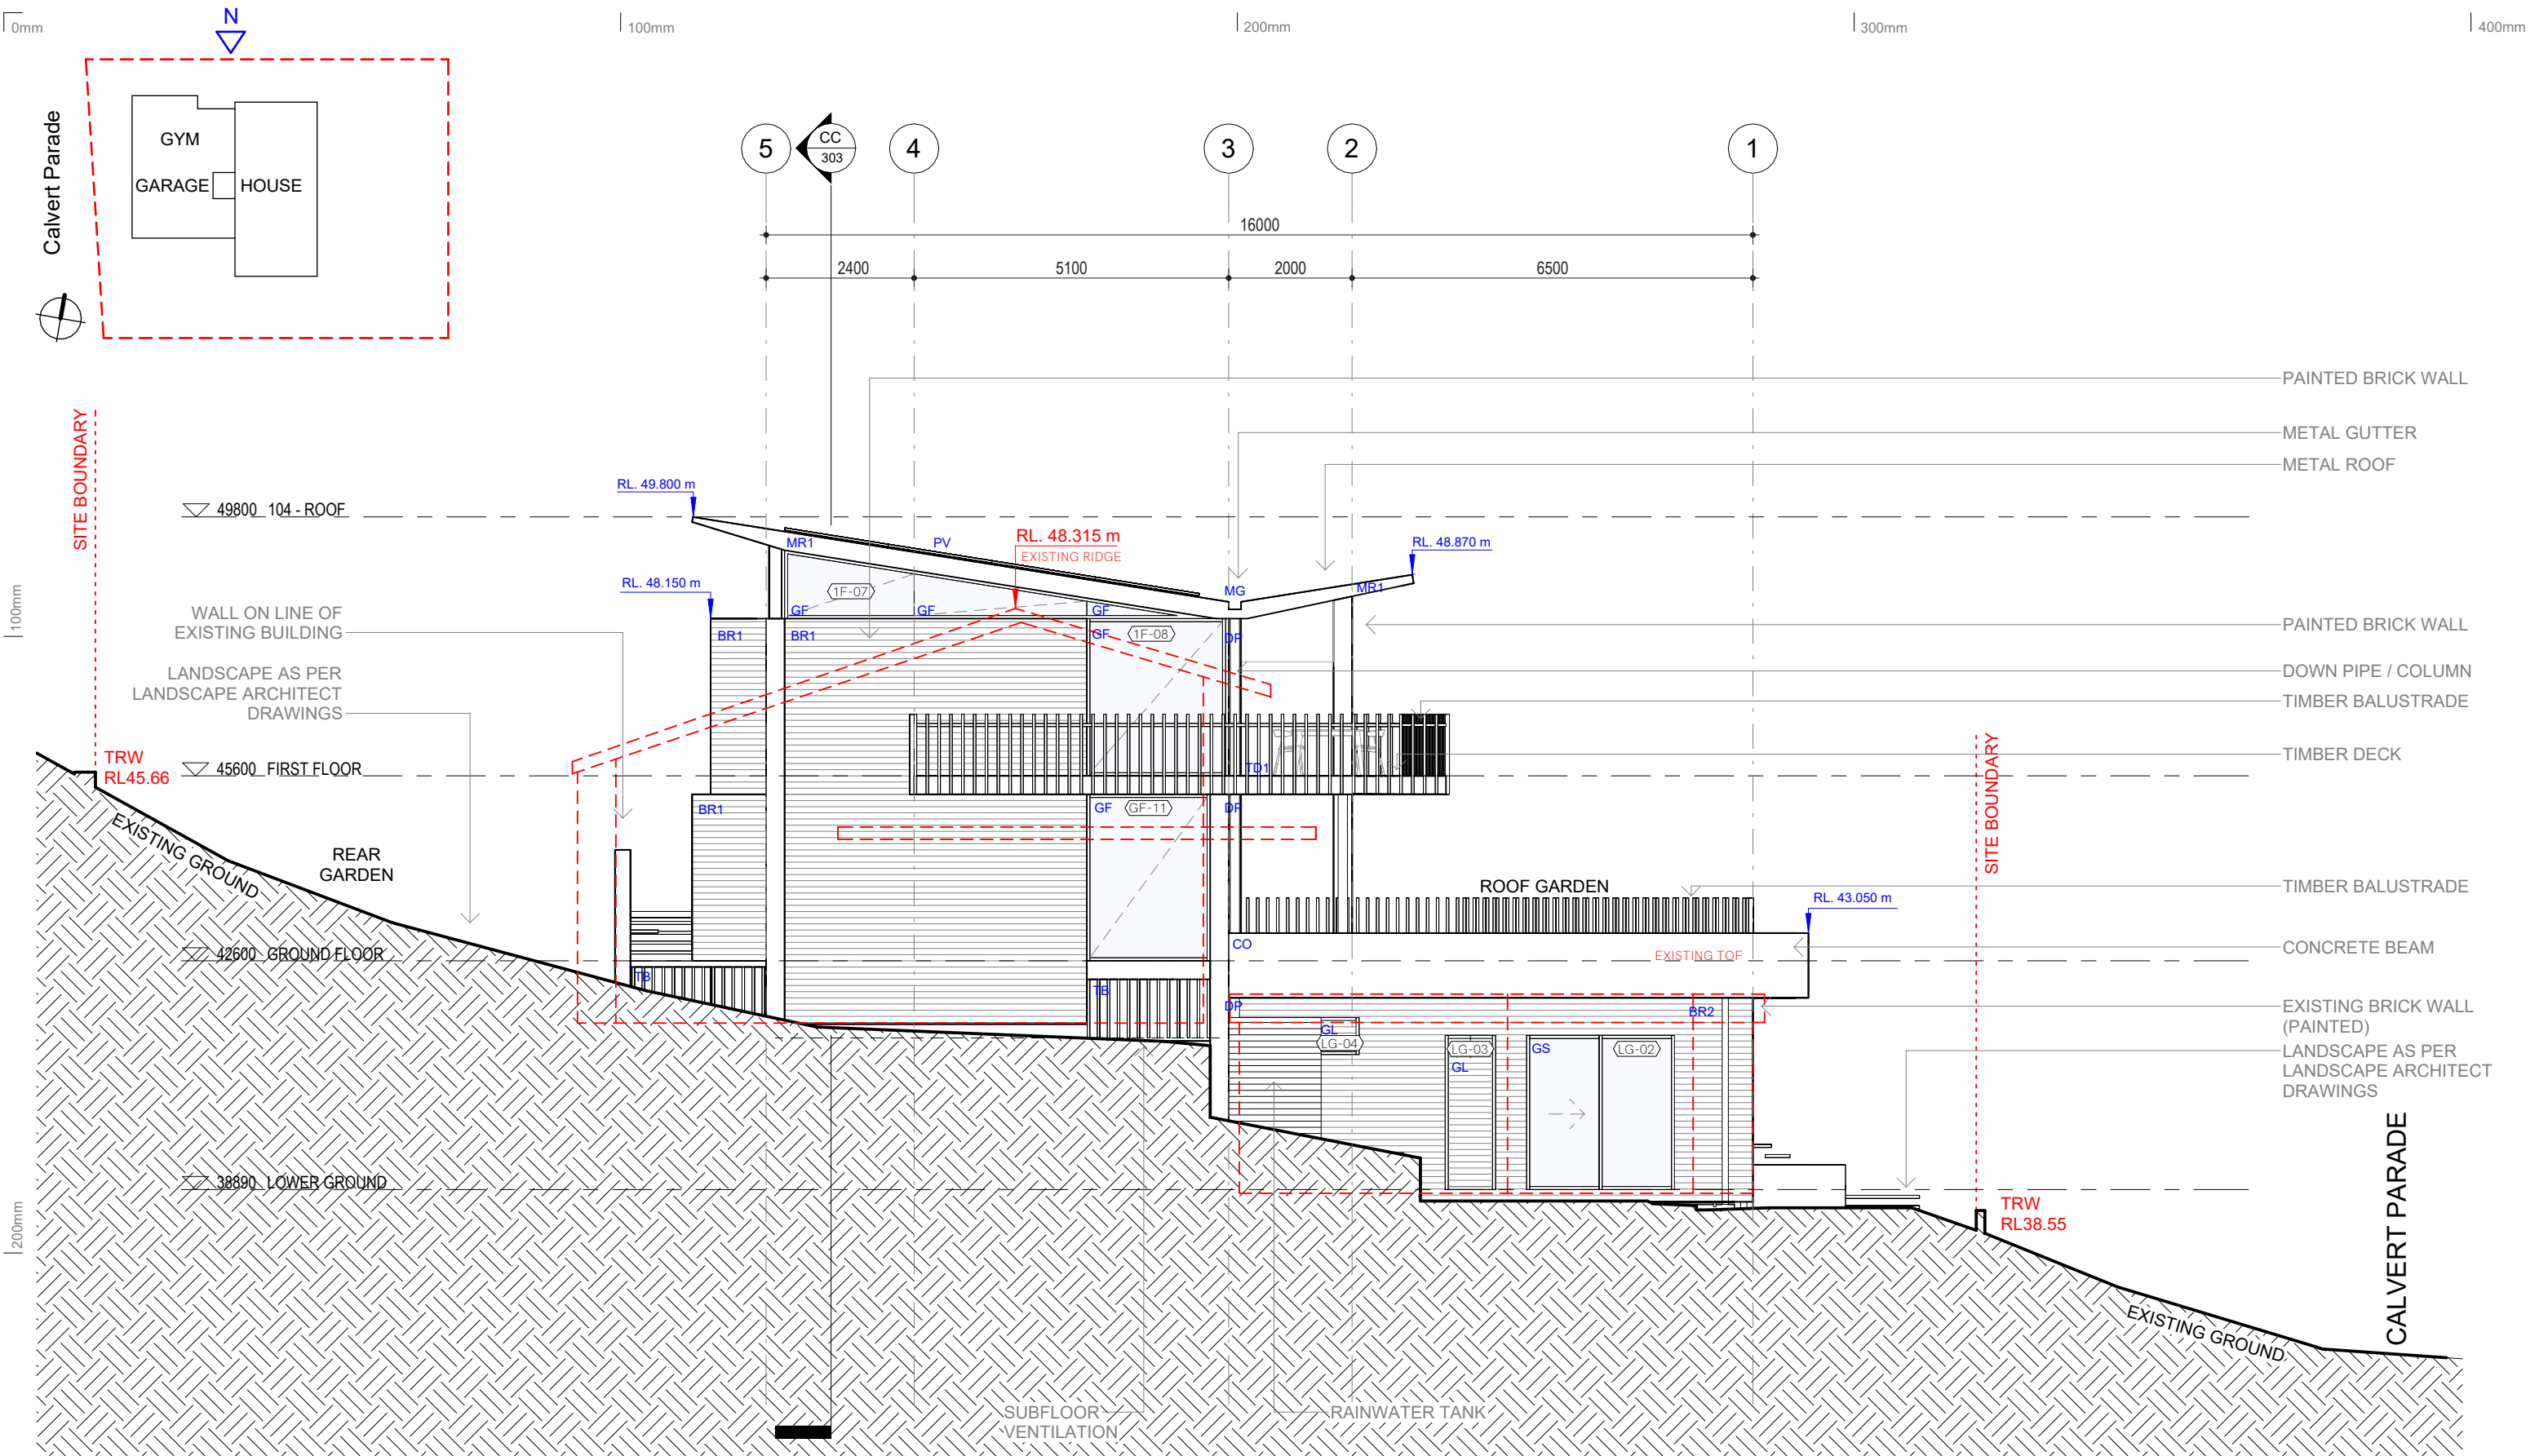 0mm
100mm
200mm
300mm
400mm
N
GYM
GARAGE
HOUSE
Calvert Parade
5
CC
303
4
3
2
1
16000
2400
5100
2000
6500
PAINTED BRICK WALL
METAL GUTTER
METAL ROOF
SITE BOUNDARY
RL. 49.800 m
49800 104 - ROOF
MR1
PV
RL. 48.315 m
EXISTING RIDGE
RL. 48.870 m
RL. 48.150 m
1F-07
MG
MR1
100mm
WALL ON LINE OF
EXISTING BUILDING
GF
GF
GF
BR1
BR1
GF
1F-08
DP
PAINTED BRICK WALL
LANDSCAPE AS PER
LANDSCAPE ARCHITECT
DRAWINGS
DOWN PIPE / COLUMN
TIMBER BALUSTRADE
TRW
RL45.66
45600 FIRST FLOOR
TD1
TIMBER DECK
SITE BOUNDARY
BR1
GF
GF-11
DP
EXISTING GROUND
REAR
GARDEN
ROOF GARDEN
TIMBER BALUSTRADE
RL. 43.050 m
42600 GROUND FLOOR
CO
EXISTING TOF
CONCRETE BEAM
TB
TB
DP
BR2
EXISTING BRICK WALL
(PAINTED)
GL
LG-04
LG-03
GL
GS
LG-02
LANDSCAPE AS PER
LANDSCAPE ARCHITECT
DRAWINGS
38890 LOWER GROUND
200mm
TRW
RL38.55
CALVERT PARADE
EXISTING GROUND
SUBFLOOR
VENTILATION
RAINWATER TANK